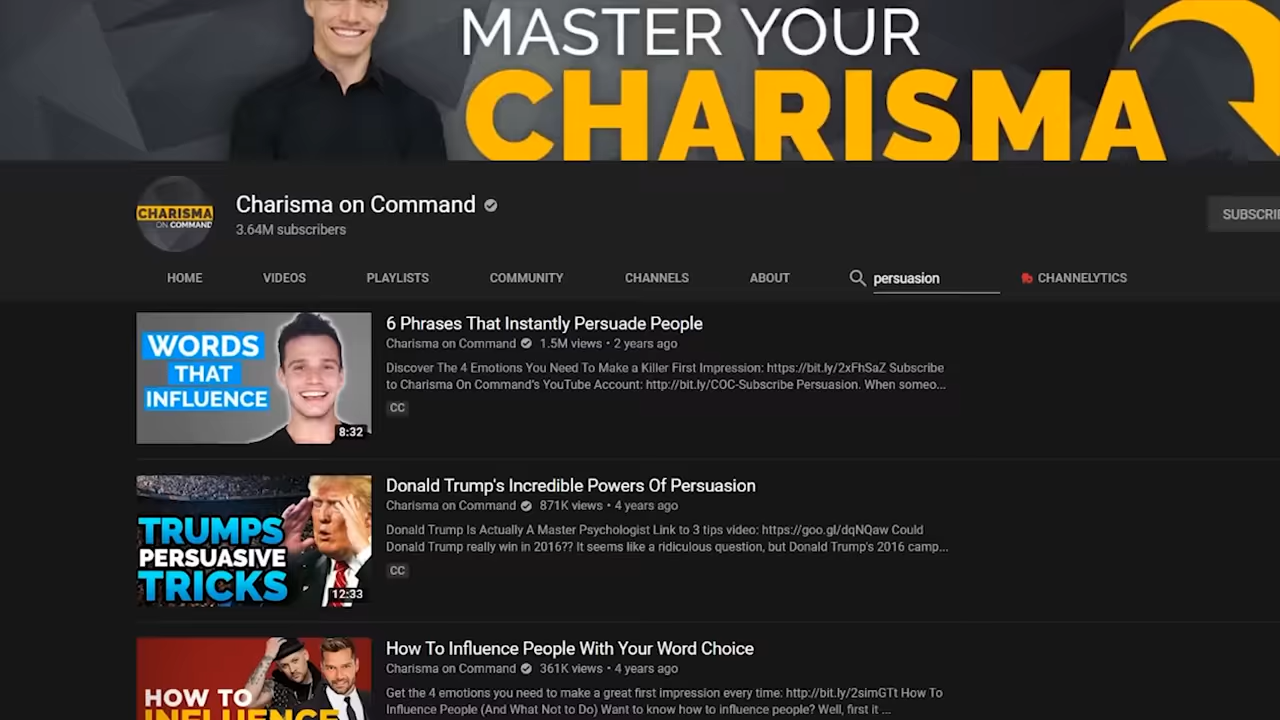 MASTER YOUR
CHARISMA
CHARISMA
ON COMMAND
Charisma on Command
3.64M subscribers
HOME VIDEOS PLAYLISTS COMMUNITY CHANNELS ABOUT persuasion CHANNELYTICS
WORDS
THAT
INFLUENCE
8:32
6 Phrases That Instantly Persuade People
Charisma on Command 1.5M views • 2 years ago
Discover The 4 Emotions You Need To Make a Killer First Impression: https://bit.ly/2xFhSaZ Subscribe
to Charisma On Command's YouTube Account: http://bit.ly/COC-Subscribe Persuasion. When someo...
CC
TRUMPS
PERSUASIVE
TRICKS
12:33
Donald Trump's Incredible Powers Of Persuasion
Charisma on Command 871K views • 4 years ago
Donald Trump Is Actually A Master Psychologist Link to 3 tips video: https://goo.gl/dqNQaw Could
Donald Trump really win in 2016?? It seems like a ridiculous question, but Donald Trump's 2016 camp...
CC
HOW TO
INFLUENCE
How To Influence People With Your Word Choice
Charisma on Command 361K views • 4 years ago
Get the 4 emotions you need to make a great first impression every time: http://bit.ly/2simGTt How To
Influence People (And What Not to Do) Want to know how to influence people? Well, first it ...